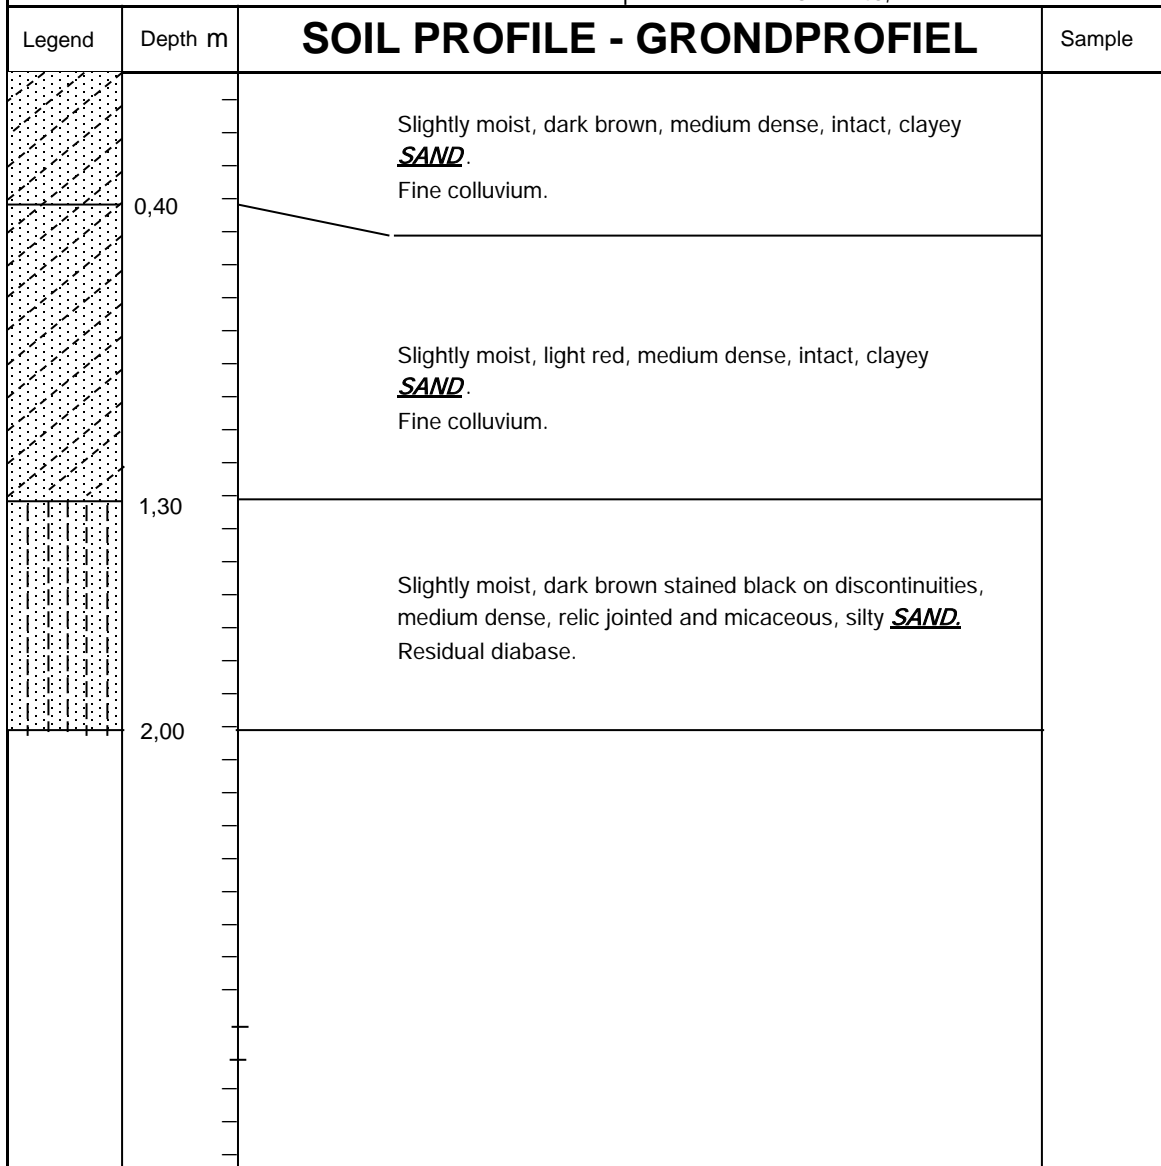 Legend
Depth m
SOIL PROFILE - GRONDPROFIEL
Sample
Slightly moist, dark brown, medium dense, intact, clayey
SAND.
Fine colluvium.
0,40
Slightly moist, light red, medium dense, intact, clayey
SAND.
Fine colluvium.
1,30
Slightly moist, dark brown stained black on discontinuities,
medium dense, relic jointed and micaceous, silty SAND.
Residual diabase.
2,00